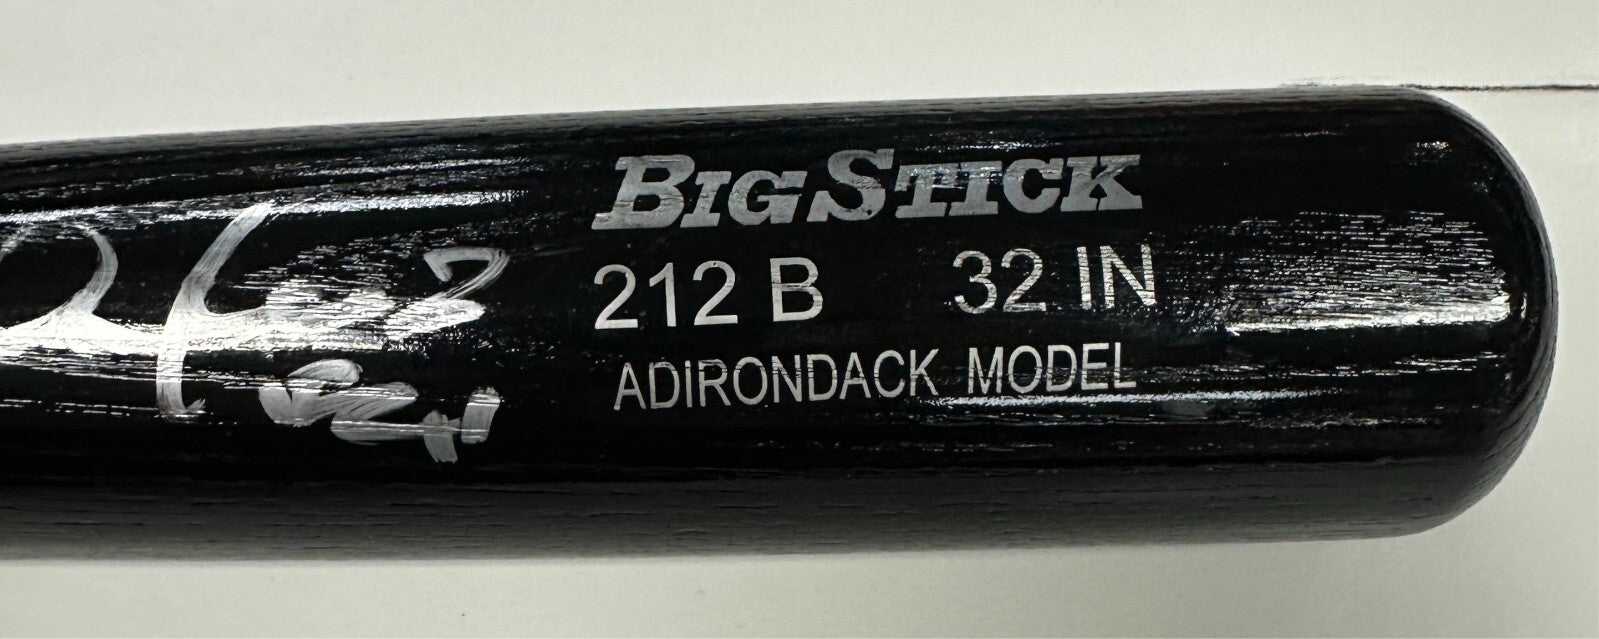 BIGSTICK
212 B 32 IN
ADIRONDACK MODEL